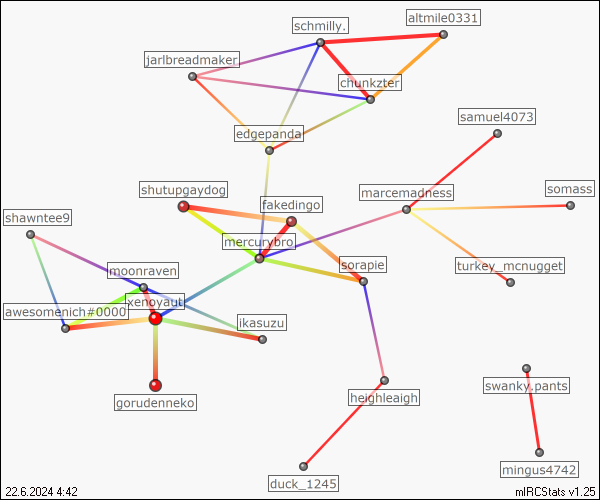 altmile0331
schmilly.
jarlbreadmaker
chunkzter
samuel4073
edgepanda
shutupgaydog
marcemadness
somass
fakedingo
shawntee9
mercurybro.
moonraven
sorapie
turkey_mcnugget
xenoyaut
awesomenich#0000
ikasuzu
swanky.pants
heighleaigh
gorudenneko
mingus4742
duck_1245
22.6.2024 4:42
mIRCStats v1.25